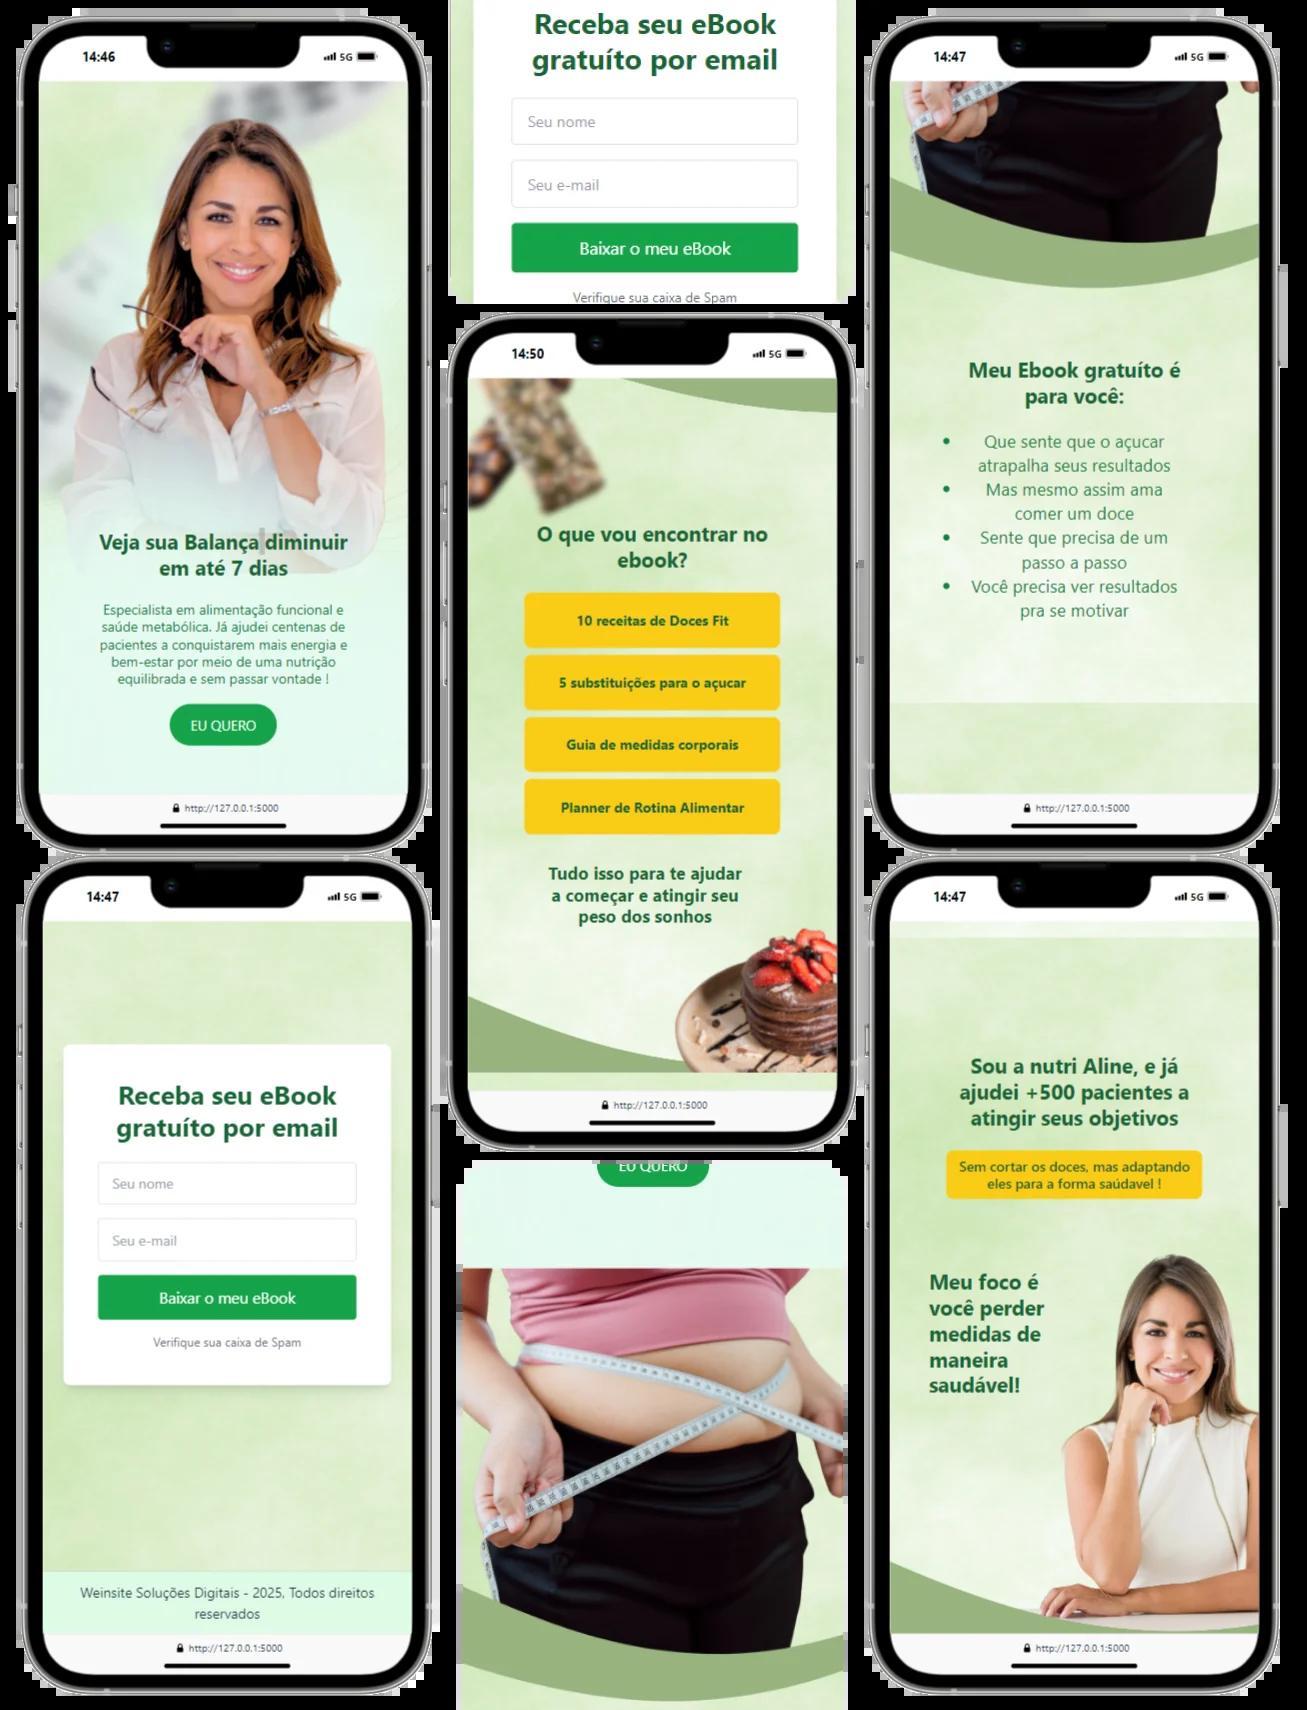 14:46
5G
Veja sua Balança diminuir
em até 7 dias
Especialista em alimentação funcional e
saúde metabólica. Já ajudei centenas de
pacientes a conquistarem mais energia e
bem-estar por meio de uma nutrição
equilibrada e sem passar vontade !
EU QUERO
http://127.0.0.1:5000
14:47
5G
Receba seu eBook
gratuíto por email
Seu nome
Seu e-mail
Baixar o meu eBook
Verifique sua caixa de Spam
Weinsite Soluções Digitais - 2025, Todos direitos
reservados
http://127.0.0.1:5000
Receba seu eBook
gratuíto por email
Seu nome
Seu e-mail
Baixar o meu eBook
Verifique sua caixa de Spam
14:50
5G
O que vou encontrar no
ebook?
10 receitas de Doces Fit
5 substituições para o açucar
Guia de medidas corporais
Planner de Rotina Alimentar
Tudo isso para te ajudar
a começar e atingir seu
peso dos sonhos
http://127.0.0.1:5000
EU QUERO
14:47
5G
Meu Ebook gratuíto é
para você:
• Que sente que o açucar
atrapalha seus resultados
• Mas mesmo assim ama
comer um doce
• Sente que precisa de um
passo a passo
• Você precisa ver resultados
pra se motivar
http://127.0.0.1:5000
14:47
5G
Sou a nutri Aline, e já
ajudei +500 pacientes a
atingir seus objetivos
Sem cortar os doces, mas adaptando
eles para a forma saúdavel !
Meu foco é
você perder
medidas de
maneira
saudável!
http://127.0.0.1:5000